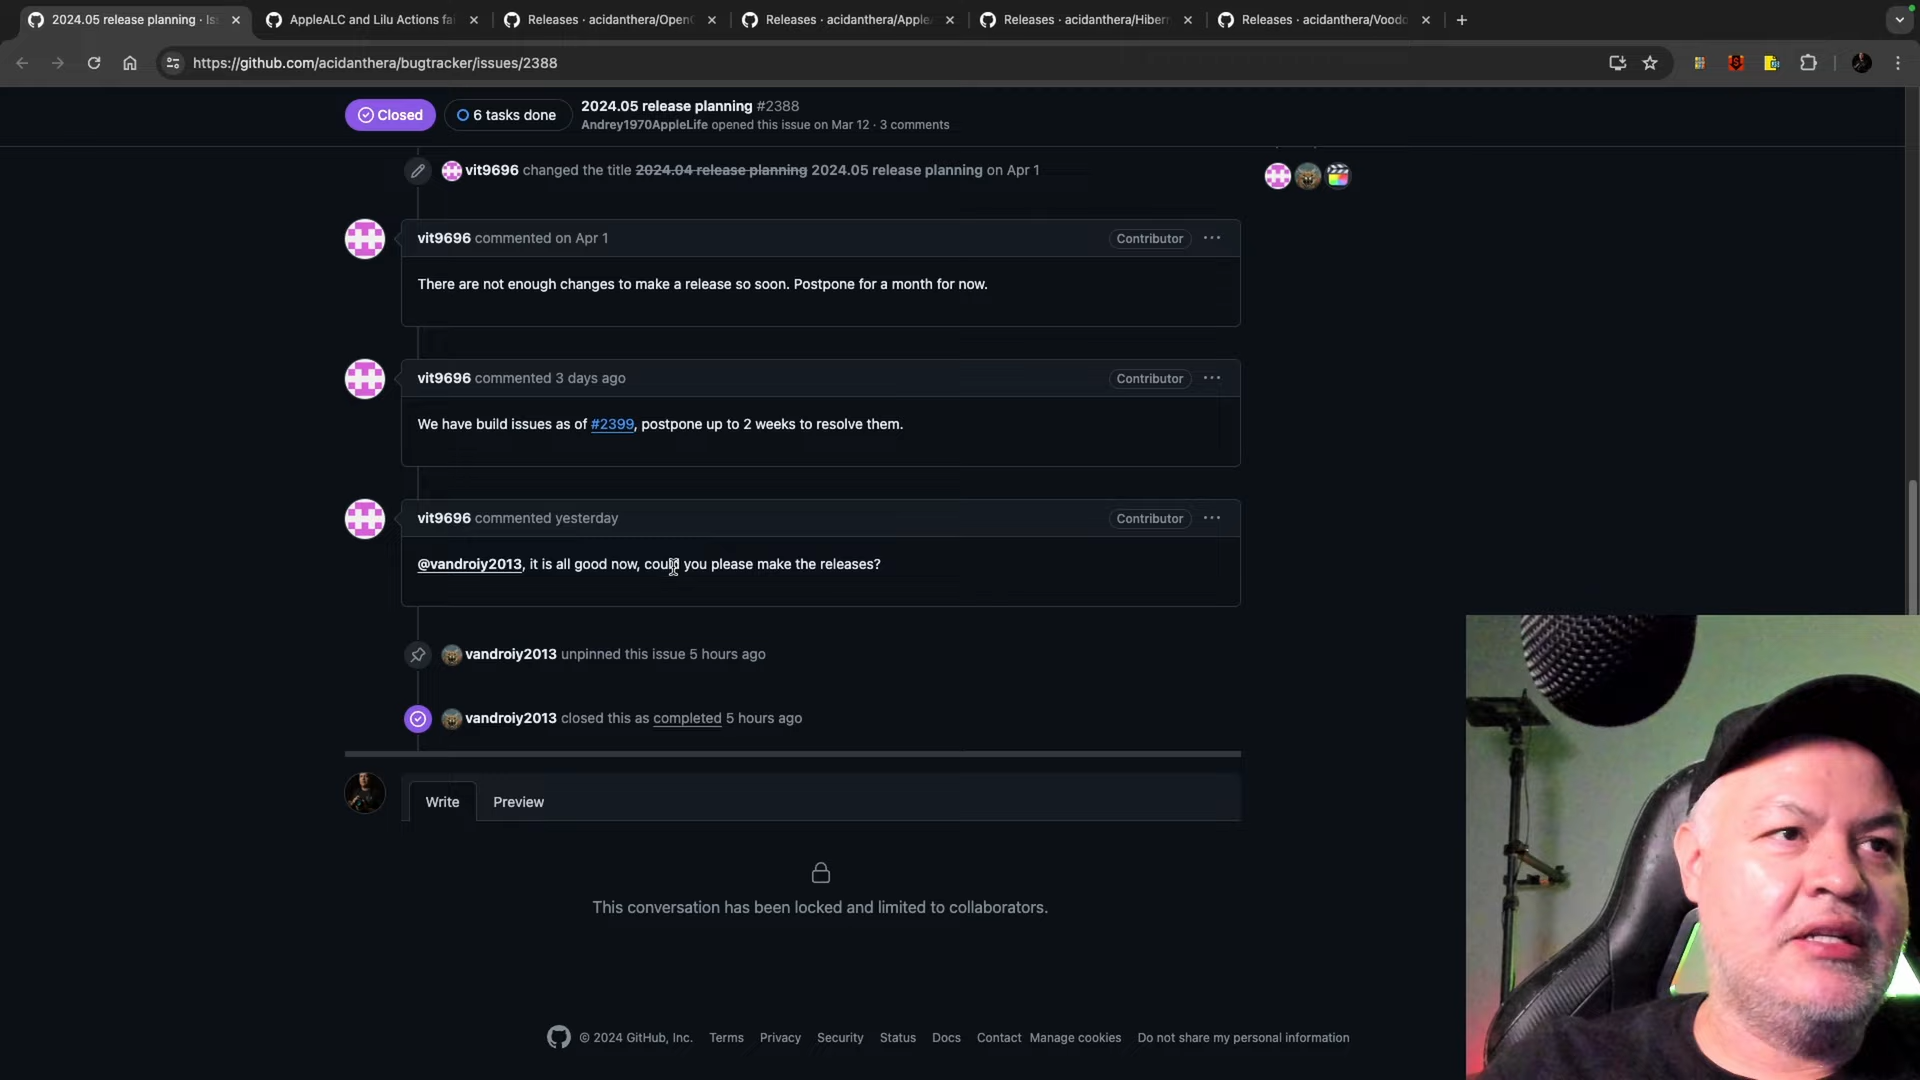 2024.05 release planning · Is
AppleALC and Lilu Actions fai
Releases · acidanthera/OpenC
Releases · acidanthera/Apple
Releases · acidanthera/Hiber
Releases · acidanthera/Voodo
https://github.com/acidanthera/bugtracker/issues/2388
Closed
6 tasks done
2024.05 release planning #2388
Andrey1970AppleLife opened this issue on Mar 12 · 3 comments
vit9696 changed the title 2024.04 release planning 2024.05 release planning on Apr 1
vit9696 commented on Apr 1
Contributor
There are not enough changes to make a release so soon. Postpone for a month for now.
vit9696 commented 3 days ago
Contributor
We have build issues as of #2399, postpone up to 2 weeks to resolve them.
vit9696 commented yesterday
Contributor
@vandroiy2013, it is all good now, could you please make the releases?
vandroiy2013 unpinned this issue 5 hours ago
vandroiy2013 closed this as completed 5 hours ago
Write
Preview
This conversation has been locked and limited to collaborators.
© 2024 GitHub, Inc.
Terms
Privacy
Security
Status
Docs
Contact
Manage cookies
Do not share my personal information